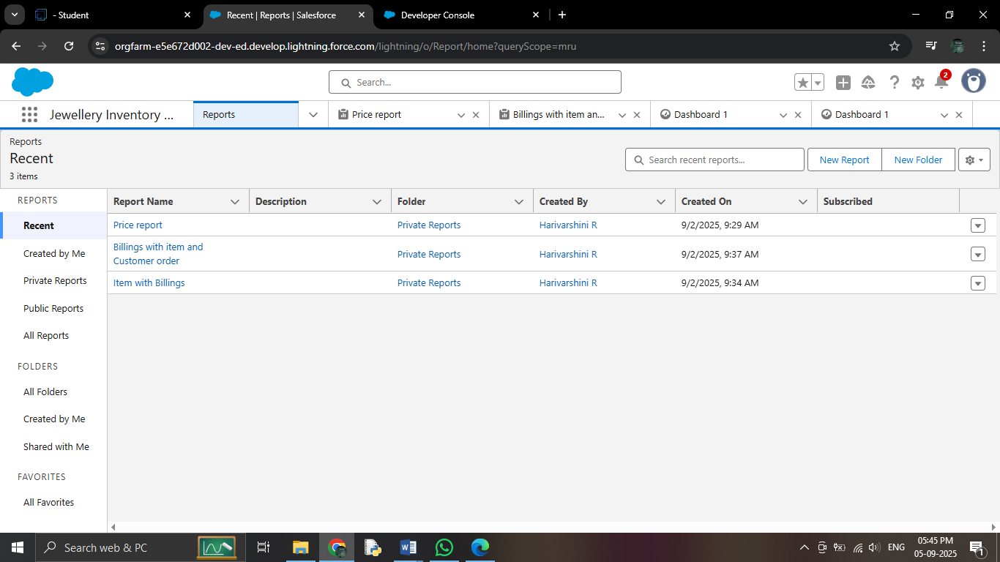 - Student
Recent | Reports | Salesforce
Developer Console
orgfarm-e5e672d002-dev-ed.develop.lightning.force.com/lightning/o/Report/home?queryScope=mru
Search...
2
Jewellery Inventory ...
Reports
Price report
Billings with item an...
Dashboard 1
Dashboard 1
Reports
Recent
3 items
Search recent reports...
New Report
New Folder
REPORTS
Recent
Created by Me
Private Reports
Public Reports
All Reports
FOLDERS
All Folders
Created by Me
Shared with Me
FAVORITES
All Favorites
Report Name Description Folder Created By Created On Subscribed
Price report Private Reports Harivarshini R 9/2/2025, 9:29 AM
Billings with item and
Customer order Private Reports Harivarshini R 9/2/2025, 9:37 AM
Item with Billings Private Reports Harivarshini R 9/2/2025, 9:34 AM
Search web & PC
ENG
05:45 PM
05-09-2025
1